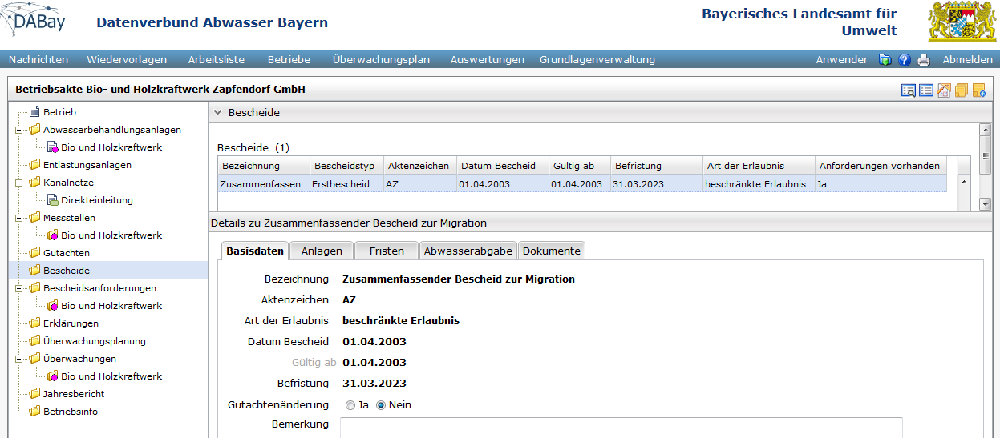 DABay
Datenverbund Abwasser Bayern
Bayerisches Landesamt für
Umwelt
Nachrichten Wiedervorlagen Arbeitsliste Betriebe Überwachungsplan Auswertungen Grundlagenverwaltung Anwender Abmelden
Betriebsakte Bio- und Holzkraftwerk Zapfendorf GmbH
Betrieb
Abwasserbehandlungsanlagen
Bio und Holzkraftwerk
Entlastungsanlagen
Kanalnetze
Direkteinleitung
Messstellen
Bio und Holzkraftwerk
Gutachten
Bescheide
Bescheidsanforderungen
Bio und Holzkraftwerk
Erklärungen
Überwachungsplanung
Überwachungen
Bio und Holzkraftwerk
Jahresbericht
Betriebsinfo
Bescheide
Bescheide (1)
Bezeichnung Bescheidstyp Aktenzeichen Datum Bescheid Gültig ab Befristung Art der Erlaubnis Anforderungen vorhanden
Zusammenfassen... Erstbescheid AZ 01.04.2003 01.04.2003 31.03.2023 beschränkte Erlaubnis Ja
Details zu Zusammenfassender Bescheid zur Migration
Basisdaten Anlagen Fristen Abwasserabgabe Dokumente
Bezeichnung Zusammenfassender Bescheid zur Migration
Aktenzeichen AZ
Art der Erlaubnis beschränkte Erlaubnis
Datum Bescheid 01.04.2003
Gültig ab 01.04.2003
Befristung 31.03.2023
Gutachtenänderung Ja Nein
Bemerkung